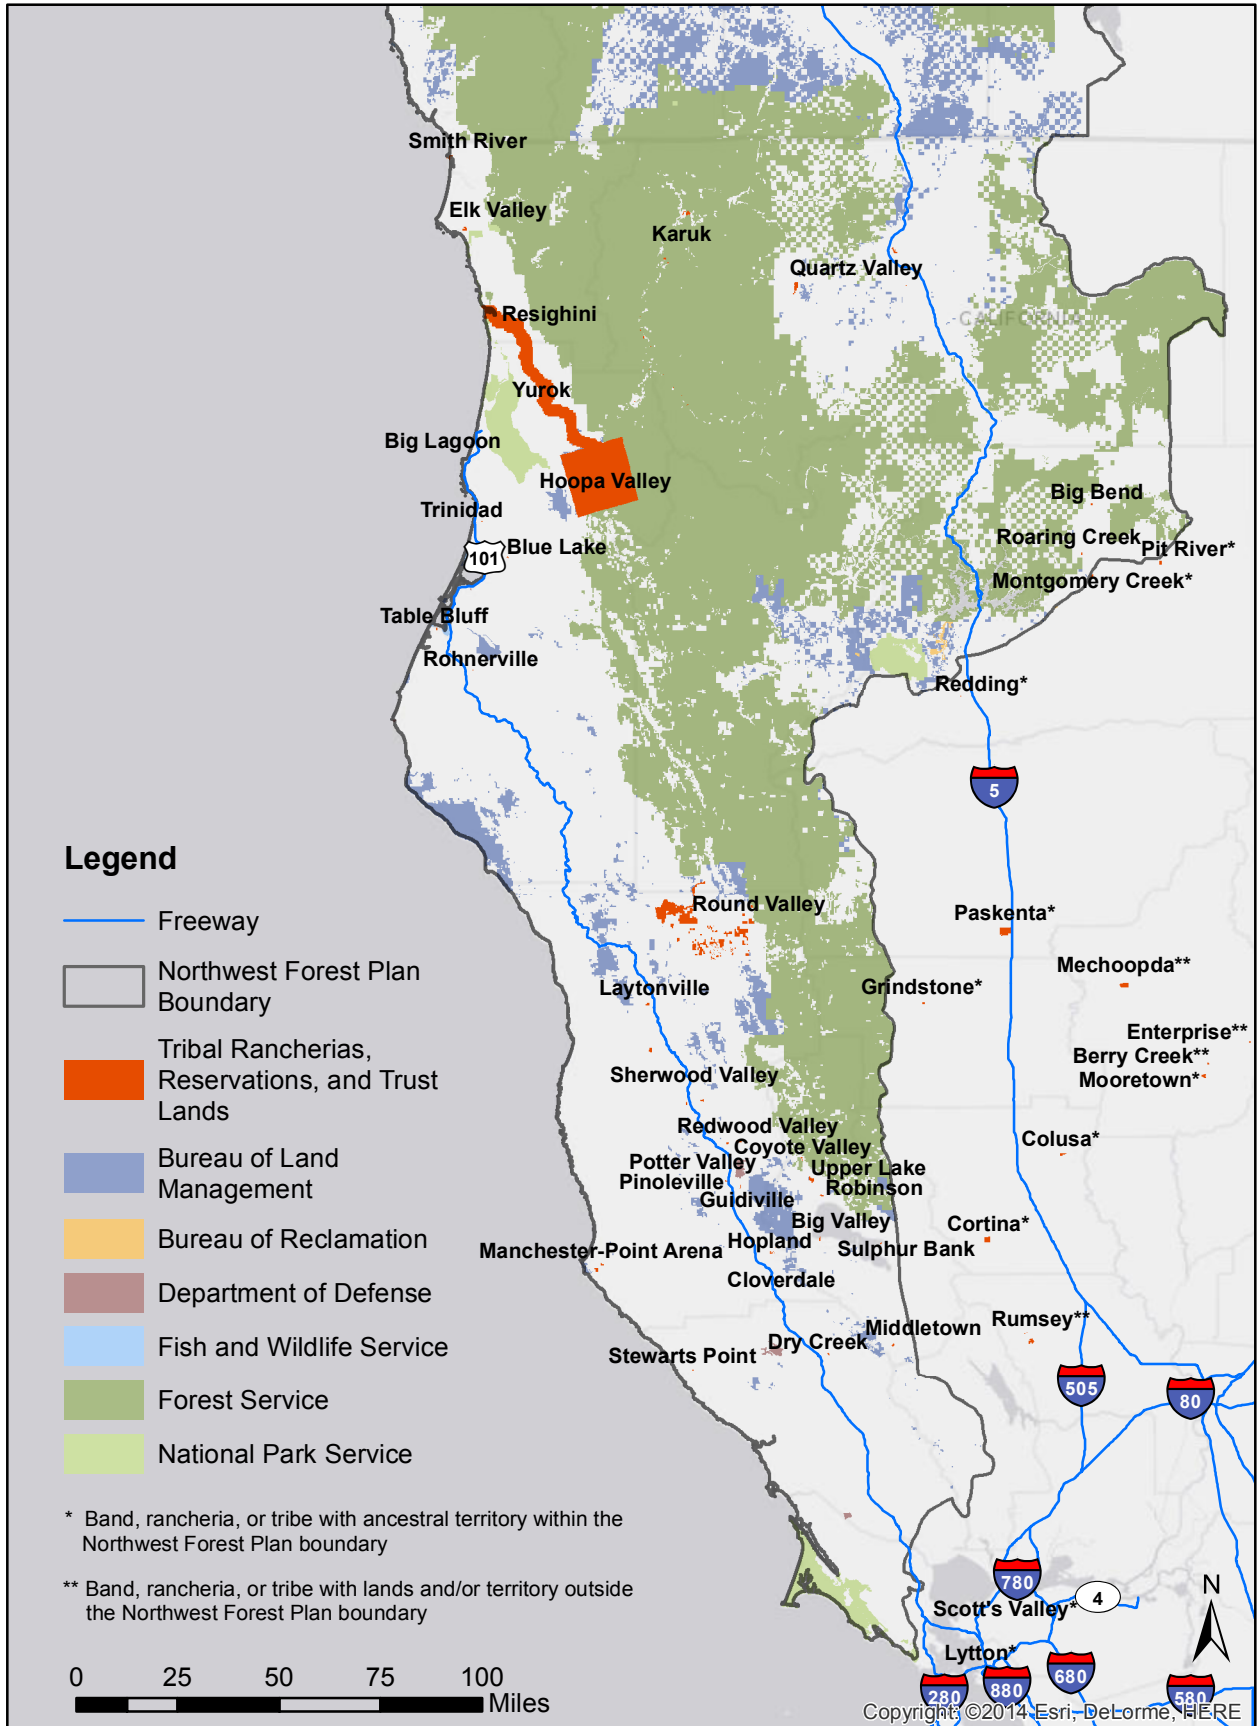 Smith River
Elk Valley
Karuk
Quartz Valley
Resighini
CALIFORNIA
Yurok
Big Lagoon
Hoopa Valley
Big Bend
Trinidad
Roaring Creek
Pit River*
Blue Lake
101
Montgomery Creek*
Table Bluff
Rohnerville
Redding*
5
Legend
Freeway
Northwest Forest Plan
Boundary
Tribal Rancherias,
Reservations, and Trust
Lands
Bureau of Land
Management
Bureau of Reclamation
Department of Defense
Fish and Wildlife Service
Forest Service
National Park Service
* Band, rancheria, or tribe with ancestral territory within the
Northwest Forest Plan boundary
** Band, rancheria, or tribe with lands and/or territory outside
the Northwest Forest Plan boundary
0 25 50 75 100
Miles
Round Valley
Paskenta*
Mechoopda**
Laytonville
Grindstone*
Enterprise**
Berry Creek**
Mooretown*
Sherwood Valley
Redwood Valley
Colusa*
Coyote Valley
Potter Valley
Upper Lake
Pinoleville
Robinson
Guidiville
Big Valley
Cortina*
Hopland
Sulphur Bank
Manchester-Point Arena
Cloverdale
Rumsey**
Middletown
Dry Creek
Stewarts Point
505
80
780
4
Scott's Valley*
N
Lytton*
680
280
880
580
Copyright: ©2014 Esri, DeLorme, HERE